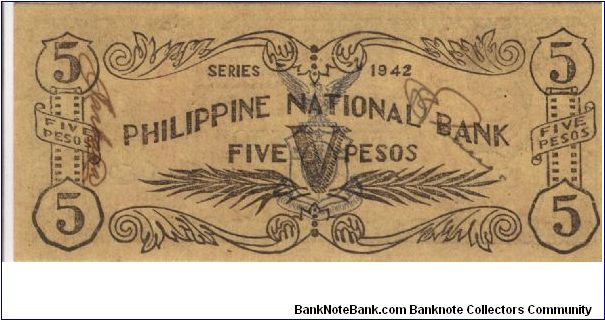 5 5
SERIES 1942
PHILIPPINE NATIONAL BANK
FIVE PESOS
FIVE PESOS
FIVE PESOS
5 5
BankNoteBank.com Banknote Collectors Community